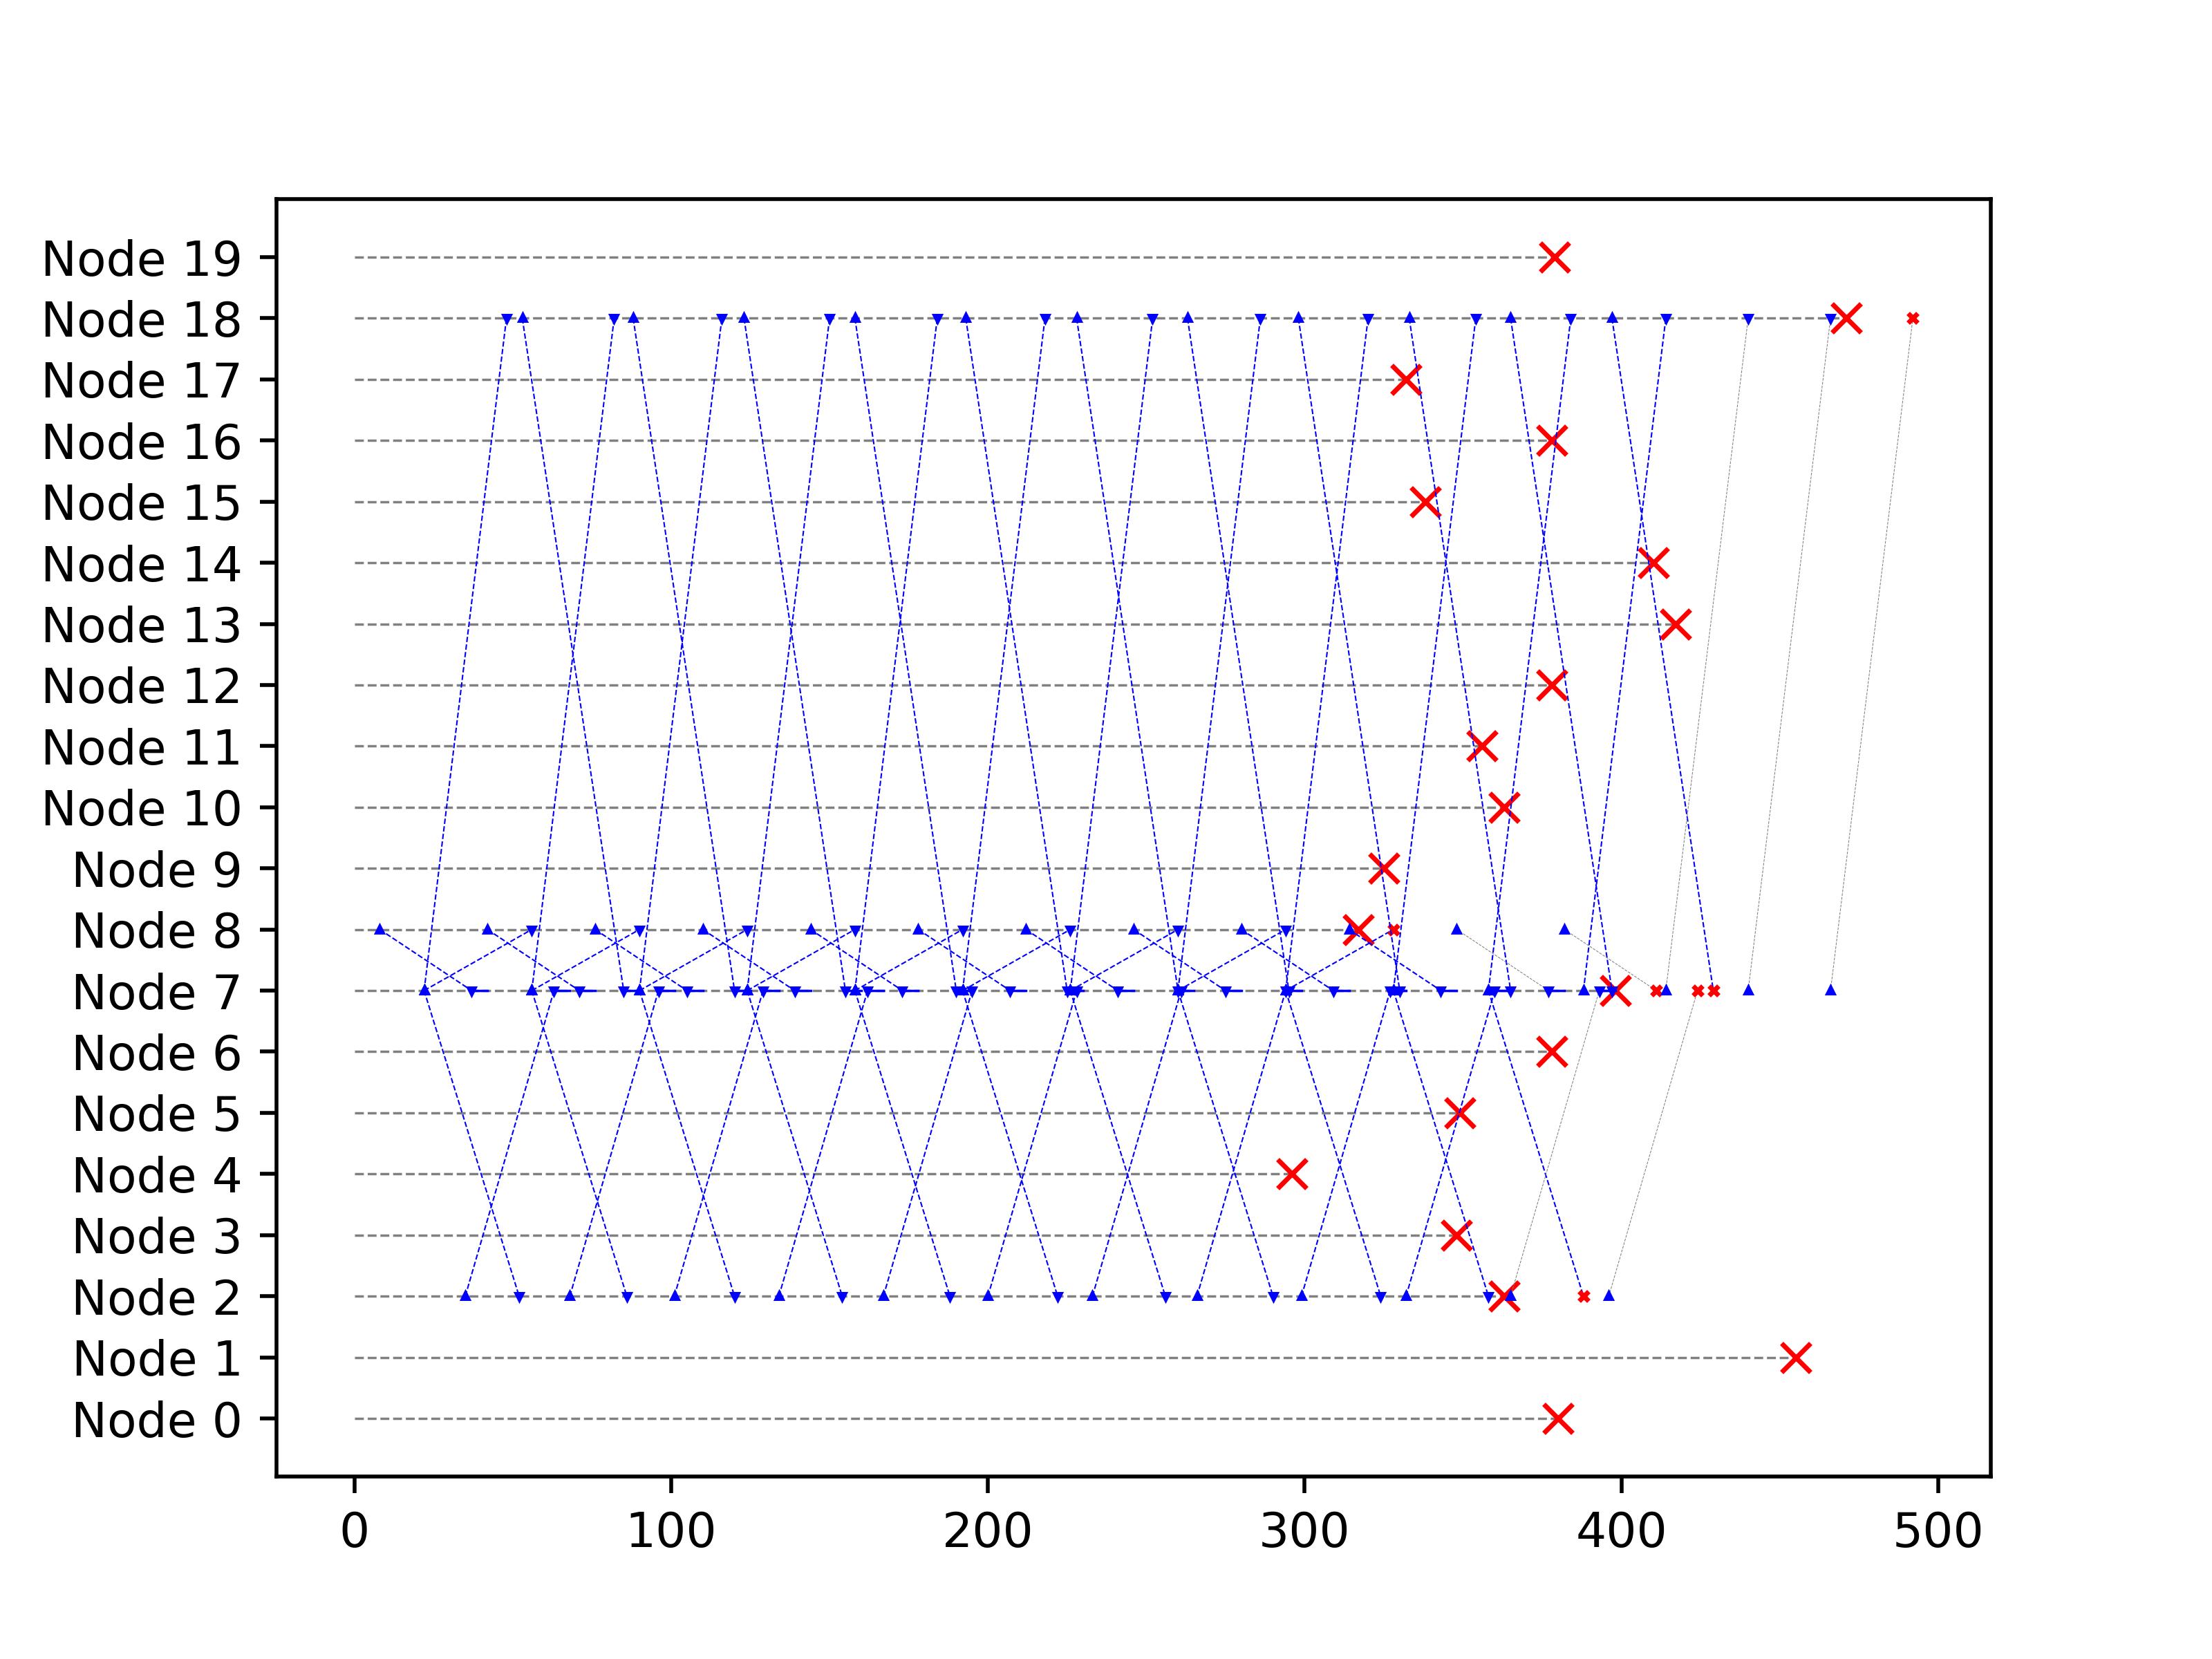 Node 19
Node 18
Node 17
Node 16
Node 15
Node 14
Node 13
Node 12
Node 11
Node 10
Node 9
Node 8
Node 7
Node 6
Node 5
Node 4
Node 3
Node 2
Node 1
Node 0
0 100 200 300 400 500